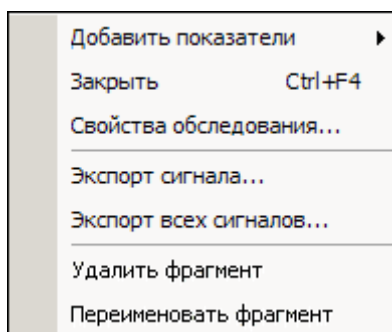 Добавить показатели
Закрыть Ctrl+F4
Свойства обследования...
Экспорт сигнала...
Экспорт всех сигналов...
Удалить фрагмент
Переименовать фрагмент